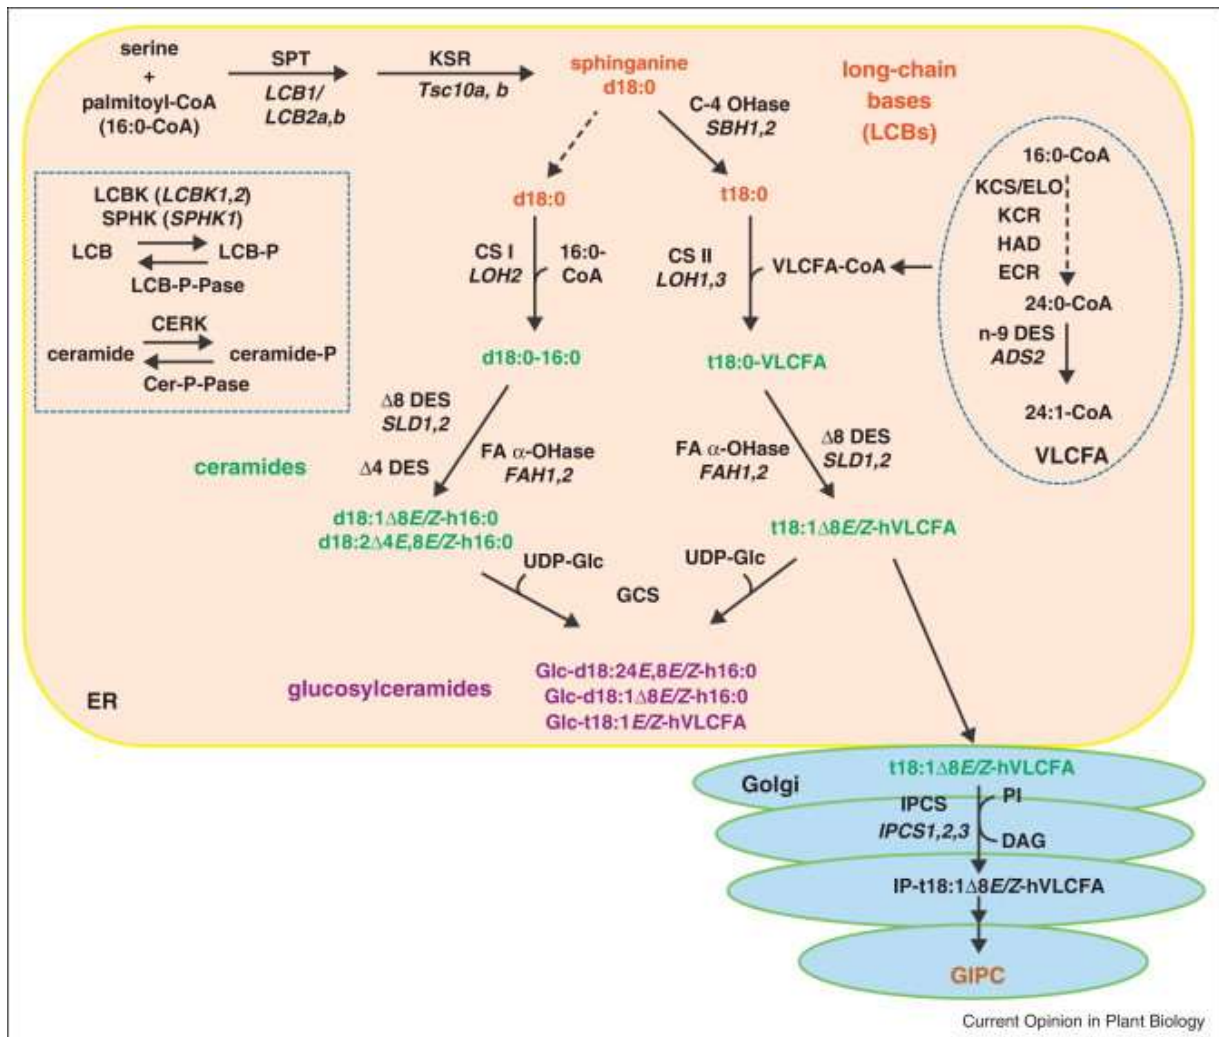 serine
+
palmitoyl-CoA
(16:0-CoA)
SPT
LCB1/
LCB2a,b
KSR
Tsc10a, b
sphinganine
d18:0
C-4 OHase
SBH1,2
long-chain
bases
(LCBs)
LCBK (LCBK1,2)
SPHK (SPHK1)
LCB
LCB-P
LCB-P-Pase
CERK
ceramide
ceramide-P
Cer-P-Pase
d18:0
t18:0
CS I
LOH2
16:0-
CoA
CS II
LOH1,3
VLCFA-CoA
16:0-CoA
KCS/ELO
KCR
HAD
ECR
24:0-CoA
n-9 DES
ADS2
24:1-CoA
VLCFA
d18:0-16:0
t18:0-VLCFA
Δ8 DES
SLD1,2
Δ4 DES
FA α-OHase
FAH1,2
FA α-OHase
FAH1,2
Δ8 DES
SLD1,2
ceramides
d18:1Δ8E/Z-h16:0
d18:2Δ4E,8E/Z-h16:0
t18:1Δ8E/Z-hVLCFA
UDP-Glc
GCS
UDP-Glc
glucosylceramides
Glc-d18:24E,8E/Z-h16:0
Glc-d18:1Δ8E/Z-h16:0
Glc-t18:1E/Z-hVLCFA
ER
Golgi
t18:1Δ8E/Z-hVLCFA
IPCS
IPCS1,2,3
PI
DAG
IP-t18:1Δ8E/Z-hVLCFA
GIPC
Current Opinion in Plant Biology